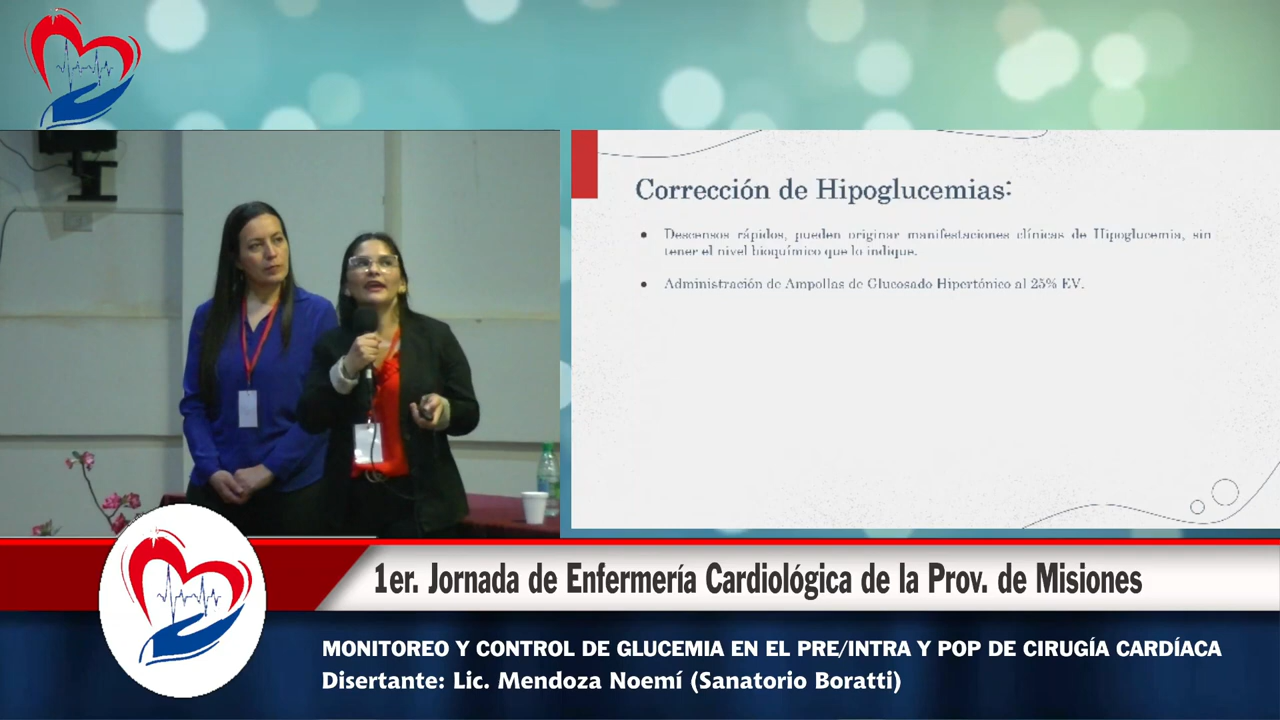 Corrección de Hipoglucemias:
• Descensos rápidos, pueden originar manifestaciones clínicas de Hipoglucemia, sin
tener el nivel bioquímico que lo indique.
• Administración de Ampollas de Glucosado Hipertónico al 25% EV.
1er. Jornada de Enfermería Cardiológica de la Prov. de Misiones
MONITOREO Y CONTROL DE GLUCEMIA EN EL PRE/INTRA Y POP DE CIRUGÍA CARDÍACA
Disertante: Lic. Mendoza Noemí (Sanatorio Boratti)